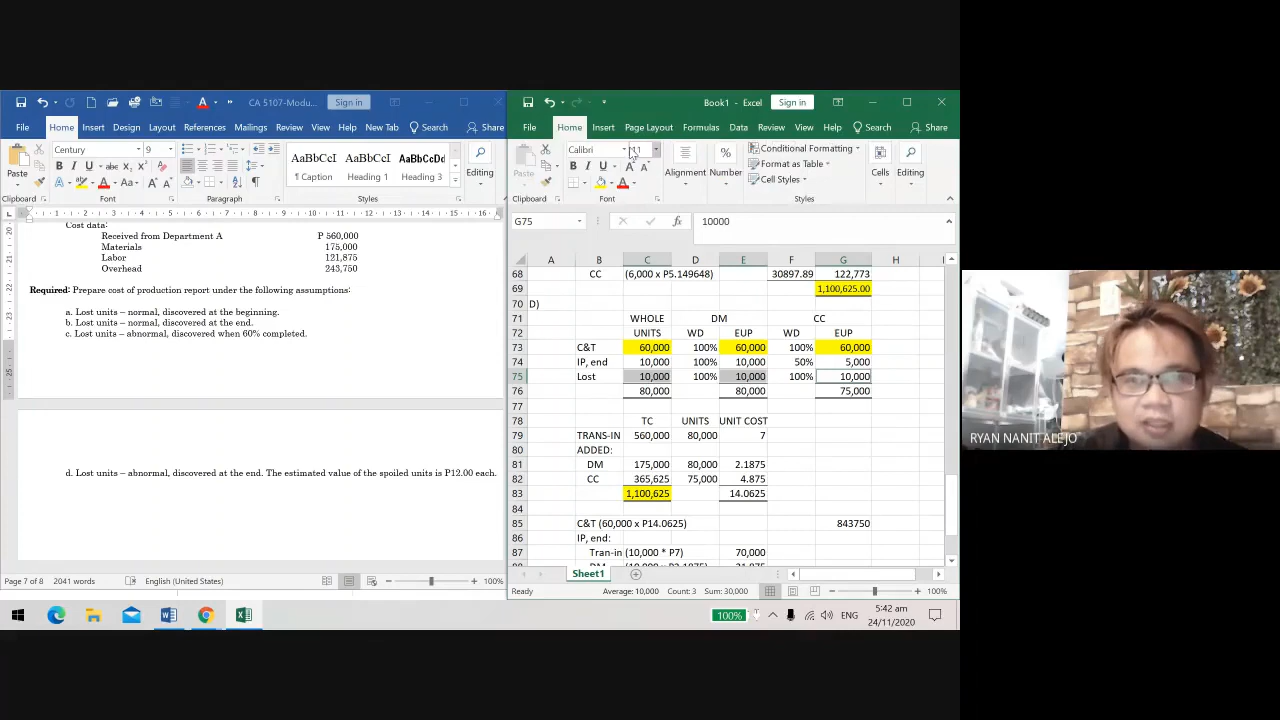 CA 5107-Modu...
Sign in
File Home Insert Design Layout References Mailings Review View Help New Tab Search Share
Paste
Century 9
AaBbCcI AaBbCcI AaBbCcDd
¶ Caption Heading 1 Heading 3
Editing
Clipboard Font Paragraph Styles
Cost data:
Received from Department A P 560,000
Materials 175,000
Labor 121,875
Overhead 243,750
Required: Prepare cost of production report under the following assumptions:
a. Lost units – normal, discovered at the beginning.
b. Lost units – normal, discovered at the end.
c. Lost units – abnormal, discovered when 60% completed.
d. Lost units – abnormal, discovered at the end. The estimated value of the spoiled units is P12.00 each.
Page 7 of 8 2041 words English (United States) 100%
Book1 - Excel Sign in
File Home Insert Page Layout Formulas Data Review View Help Search Share
Paste
Calibri 11
Alignment Number
Conditional Formatting
Format as Table
Cell Styles
Cells Editing
Clipboard Font Styles
G75 fx 10000
A B C D E F G H I
68 CC (6,000 x P5.149648) 30897.89 122,773
69 1,100,625.00
70 D)
71 WHOLE DM CC
72 UNITS WD EUP WD EUP
73 C&T 60,000 100% 60,000 100% 60,000
74 IP, end 10,000 100% 10,000 50% 5,000
75 Lost 10,000 100% 10,000 100% 10,000
76 80,000 80,000 75,000
77
78 TC UNITS UNIT COST
79 TRANS-IN 560,000 80,000 7
80 ADDED:
81 DM 175,000 80,000 2.1875
82 CC 365,625 75,000 4.875
83 1,100,625 14.0625
84
85 C&T (60,000 x P14.0625) 843750
86 IP, end:
87 Tran-in (10,000 * P7) 70,000
Sheet1
Ready Average: 10,000 Count: 3 Sum: 30,000 100%
100% ENG 5:42 am
24/11/2020
RYAN NANIT ALEJO